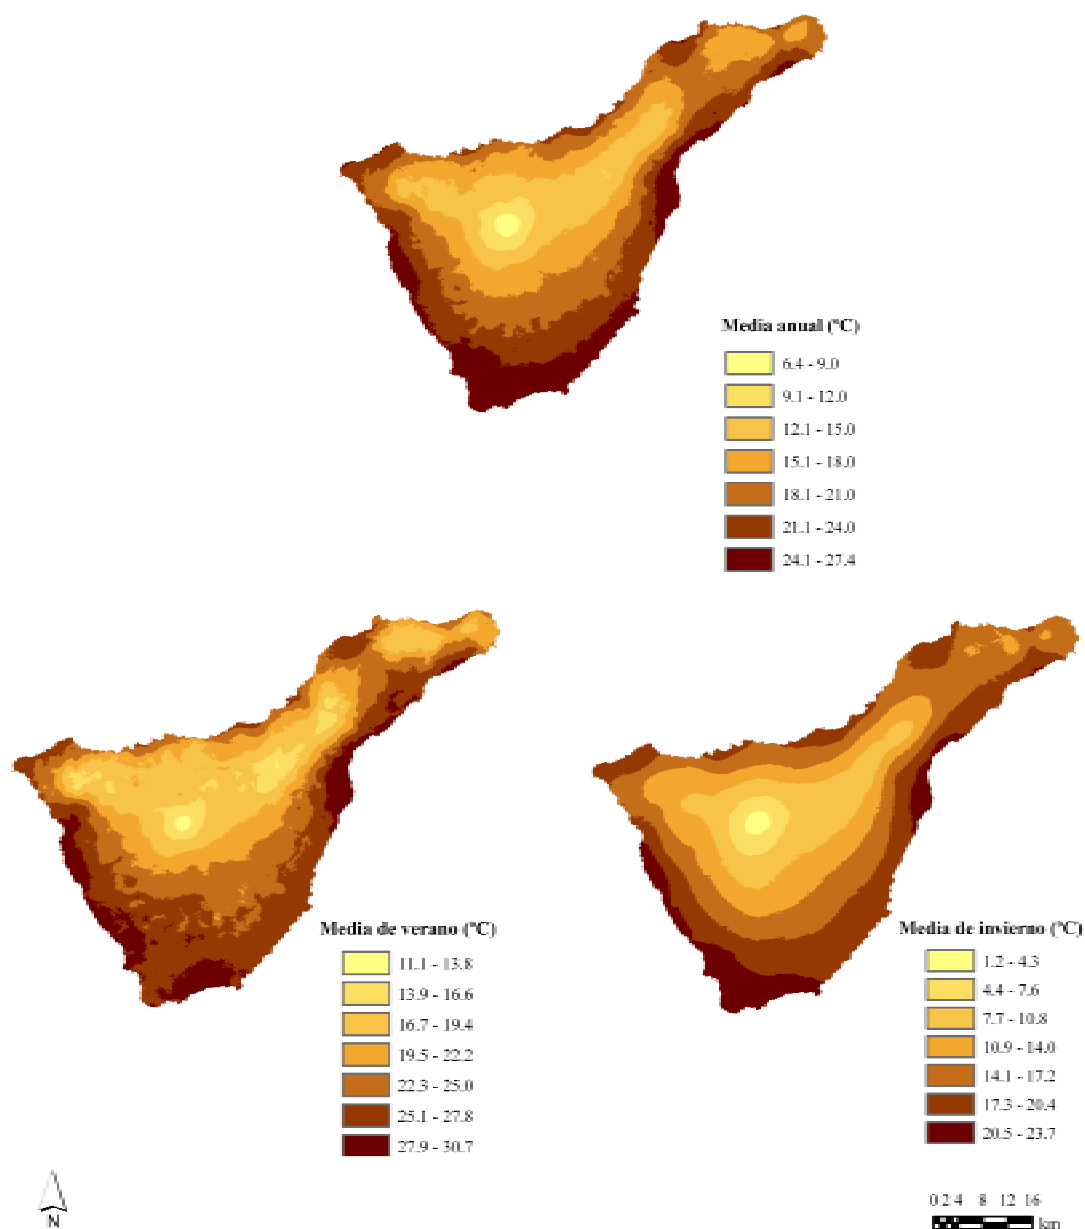 Media anual (°C)
6.4 - 9.0
9.1 - 12.0
12.1 - 15.0
15.1 - 18.0
18.1 - 21.0
21.1 - 24.0
24.1 - 27.4
Media de verano (°C)
11.1 - 13.8
13.9 - 16.6
16.7 - 19.4
19.5 - 22.2
22.3 - 25.0
25.1 - 27.8
27.9 - 30.7
Media de invierno (°C)
1.2 - 4.3
4.4 - 7.6
7.7 - 10.8
10.9 - 14.0
14.1 - 17.2
17.3 - 20.4
20.5 - 23.7
N
0 2 4 8 12 16
km